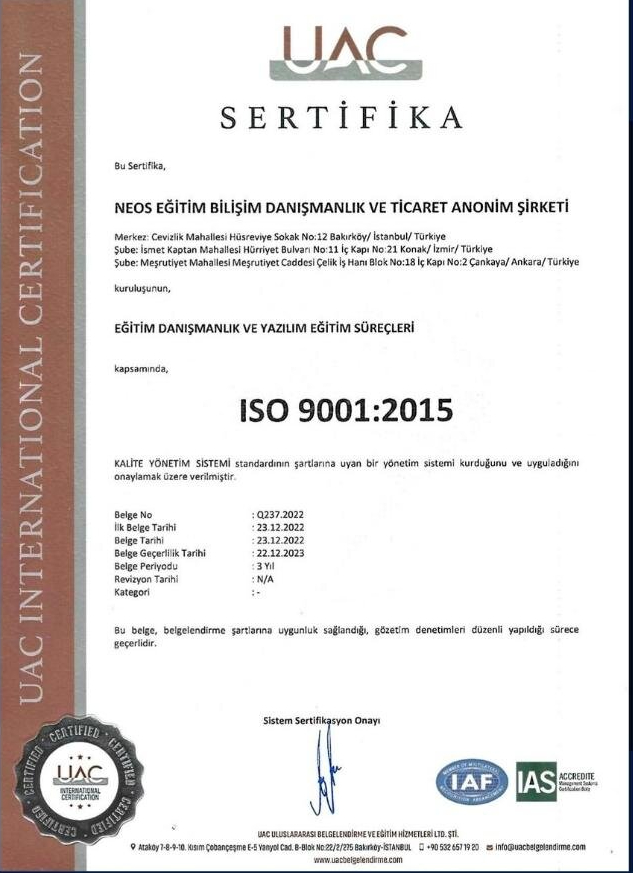 UAC INTERNATIONAL CERTIFICATION
UAC
SERTİFİKA
Bu Sertifika,
NEOS EĞİTİM BİLİŞİM DANIŞMANLIK VE TİCARET ANONİM ŞİRKETİ
Merkez: Cevizlik Mahallesi Hüsreviye Sokak No:12 Bakırköy/ İstanbul/ Türkiye
Şube: İsmet Kaptan Mahallesi Hürriyet Bulvarı No:11 İç Kapı No:21 Konak/ İzmir/ Türkiye
Şube: Meşrutiyet Mahallesi Meşrutiyet Caddesi Çelik İş Hanı Blok No:18 İç Kapı No:2 Çankaya/ Ankara/ Türkiye
kuruluşunun,
EĞİTİM DANIŞMANLIK VE YAZILIM EĞİTİM SÜREÇLERİ
kapsamında,
ISO 9001:2015
KALİTE YÖNETİM SİSTEMİ standardının şartlarına uyan bir yönetim sistemi kurduğunu ve uyguladığını
onaylamak üzere verilmiştir.
Belge No : Q237.2022
İlk Belge Tarihi : 23.12.2022
Belge Tarihi : 23.12.2022
Belge Geçerlilik Tarihi : 22.12.2023
Belge Periyodu : 3 Yıl
Revizyon Tarihi : N/A
Kategori : -
Bu belge, belgelendirme şartlarına uygunluk sağlandığı, gözetim denetimleri düzenli yapıldığı sürece
geçerlidir.
Sistem Sertifikasyon Onayı
CERTIFIED · CERTIFIED · CERTIFIED · CERTIFIED
UAC
INTERNATIONAL
CERTIFICATION
MEMBER OF MULTILATERAL
IAF
RECOGNITION ARRANGEMENT
IAS
ACCREDITE
Management Systems
Certification Body
UAC ULUSLARARASI BELGELENDİRME VE EĞİTİM HİZMETLERİ LTD. ŞTİ.
Ataköy 7-8-9-10. Kısım Çobançeşme E-5 Yanyol Cad. B-Blok No:22/2/275 Bakırköy-İSTANBUL +90 532 657 19 20 info@uacbelgelendirme.com
www.uacbelgelendirme.com